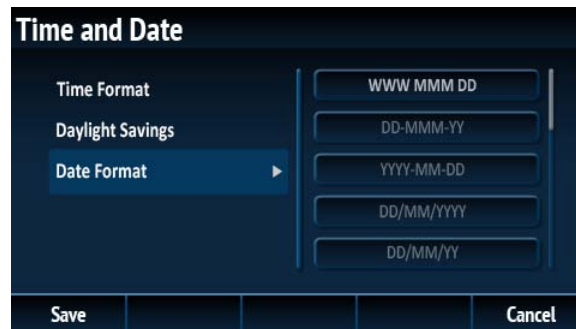 Time and Date
Time Format
Daylight Savings
Date Format
WWW MMM DD
DD-MMM-YY
YYYY-MM-DD
DD/MM/YYYY
DD/MM/YY
Save
Cancel